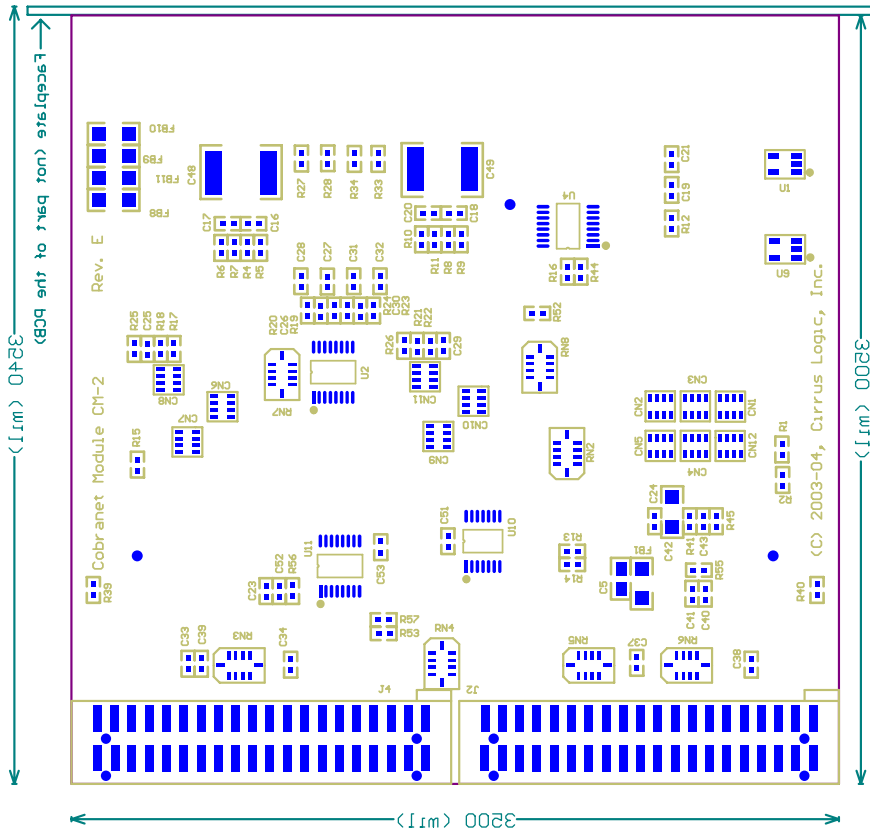 Faceplate (not part of the PCB)
FB10
FB9
FB11
FB8
C48
R27
R28
R34
R33
C49
C21
C19
R12
U1
U4
C17
C16
C20
C18
R10
R11
R8
R9
R6
R7
R4
R5
Rev. E
R16
R44
U9
C28
C27
C31
C32
R20
C26
R19
R24
C30
R23
R52
R25
C25
R18
R17
R26
R21
R22
C29
RN8
U2
RN7
CN8
CN6
CN7
CN11
CN10
CN9
CN2
CN3
CN1
CN5
CN4
CN12
R1
R3
RN2
R15
3540 (mil)
3500 (mil)
Cobranet Module CM-2
(C) 2003-04, Cirrus Logic, Inc.
C24
C42
R41
C43
R45
C51
U10
U11
C53
R13
R14
FB1
C5
R55
C41
C40
R40
R39
C23
C52
R56
R57
R53
C33
C39
RN3
C34
RN4
RN5
C37
RN6
C38
J4
J2
3500 (mil)